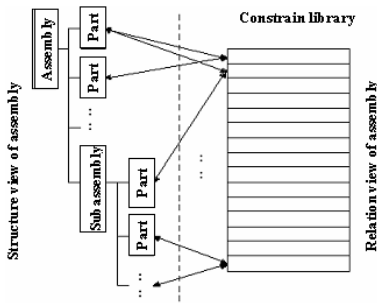 Constrain library
Structure view of assembly
Assembly
Part
Part
...
Sub assembly
Part
Part
...
...
Relation view of assembly